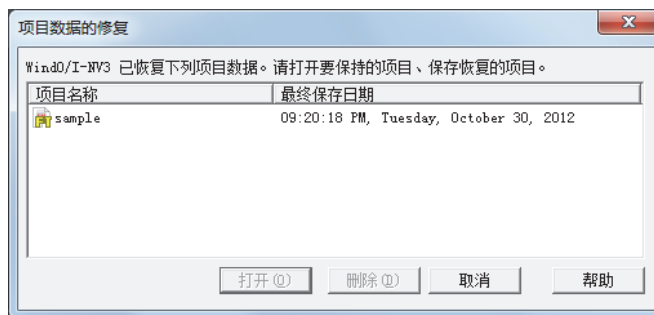 项目数据的修复
WindO/I-NV3 已恢复下列项目数据。请打开要保持的项目、保存恢复的项目。
项目名称 最终保存日期
sample 09:20:18 PM, Tuesday, October 30, 2012
打开(O) 删除(D) 取消 帮助